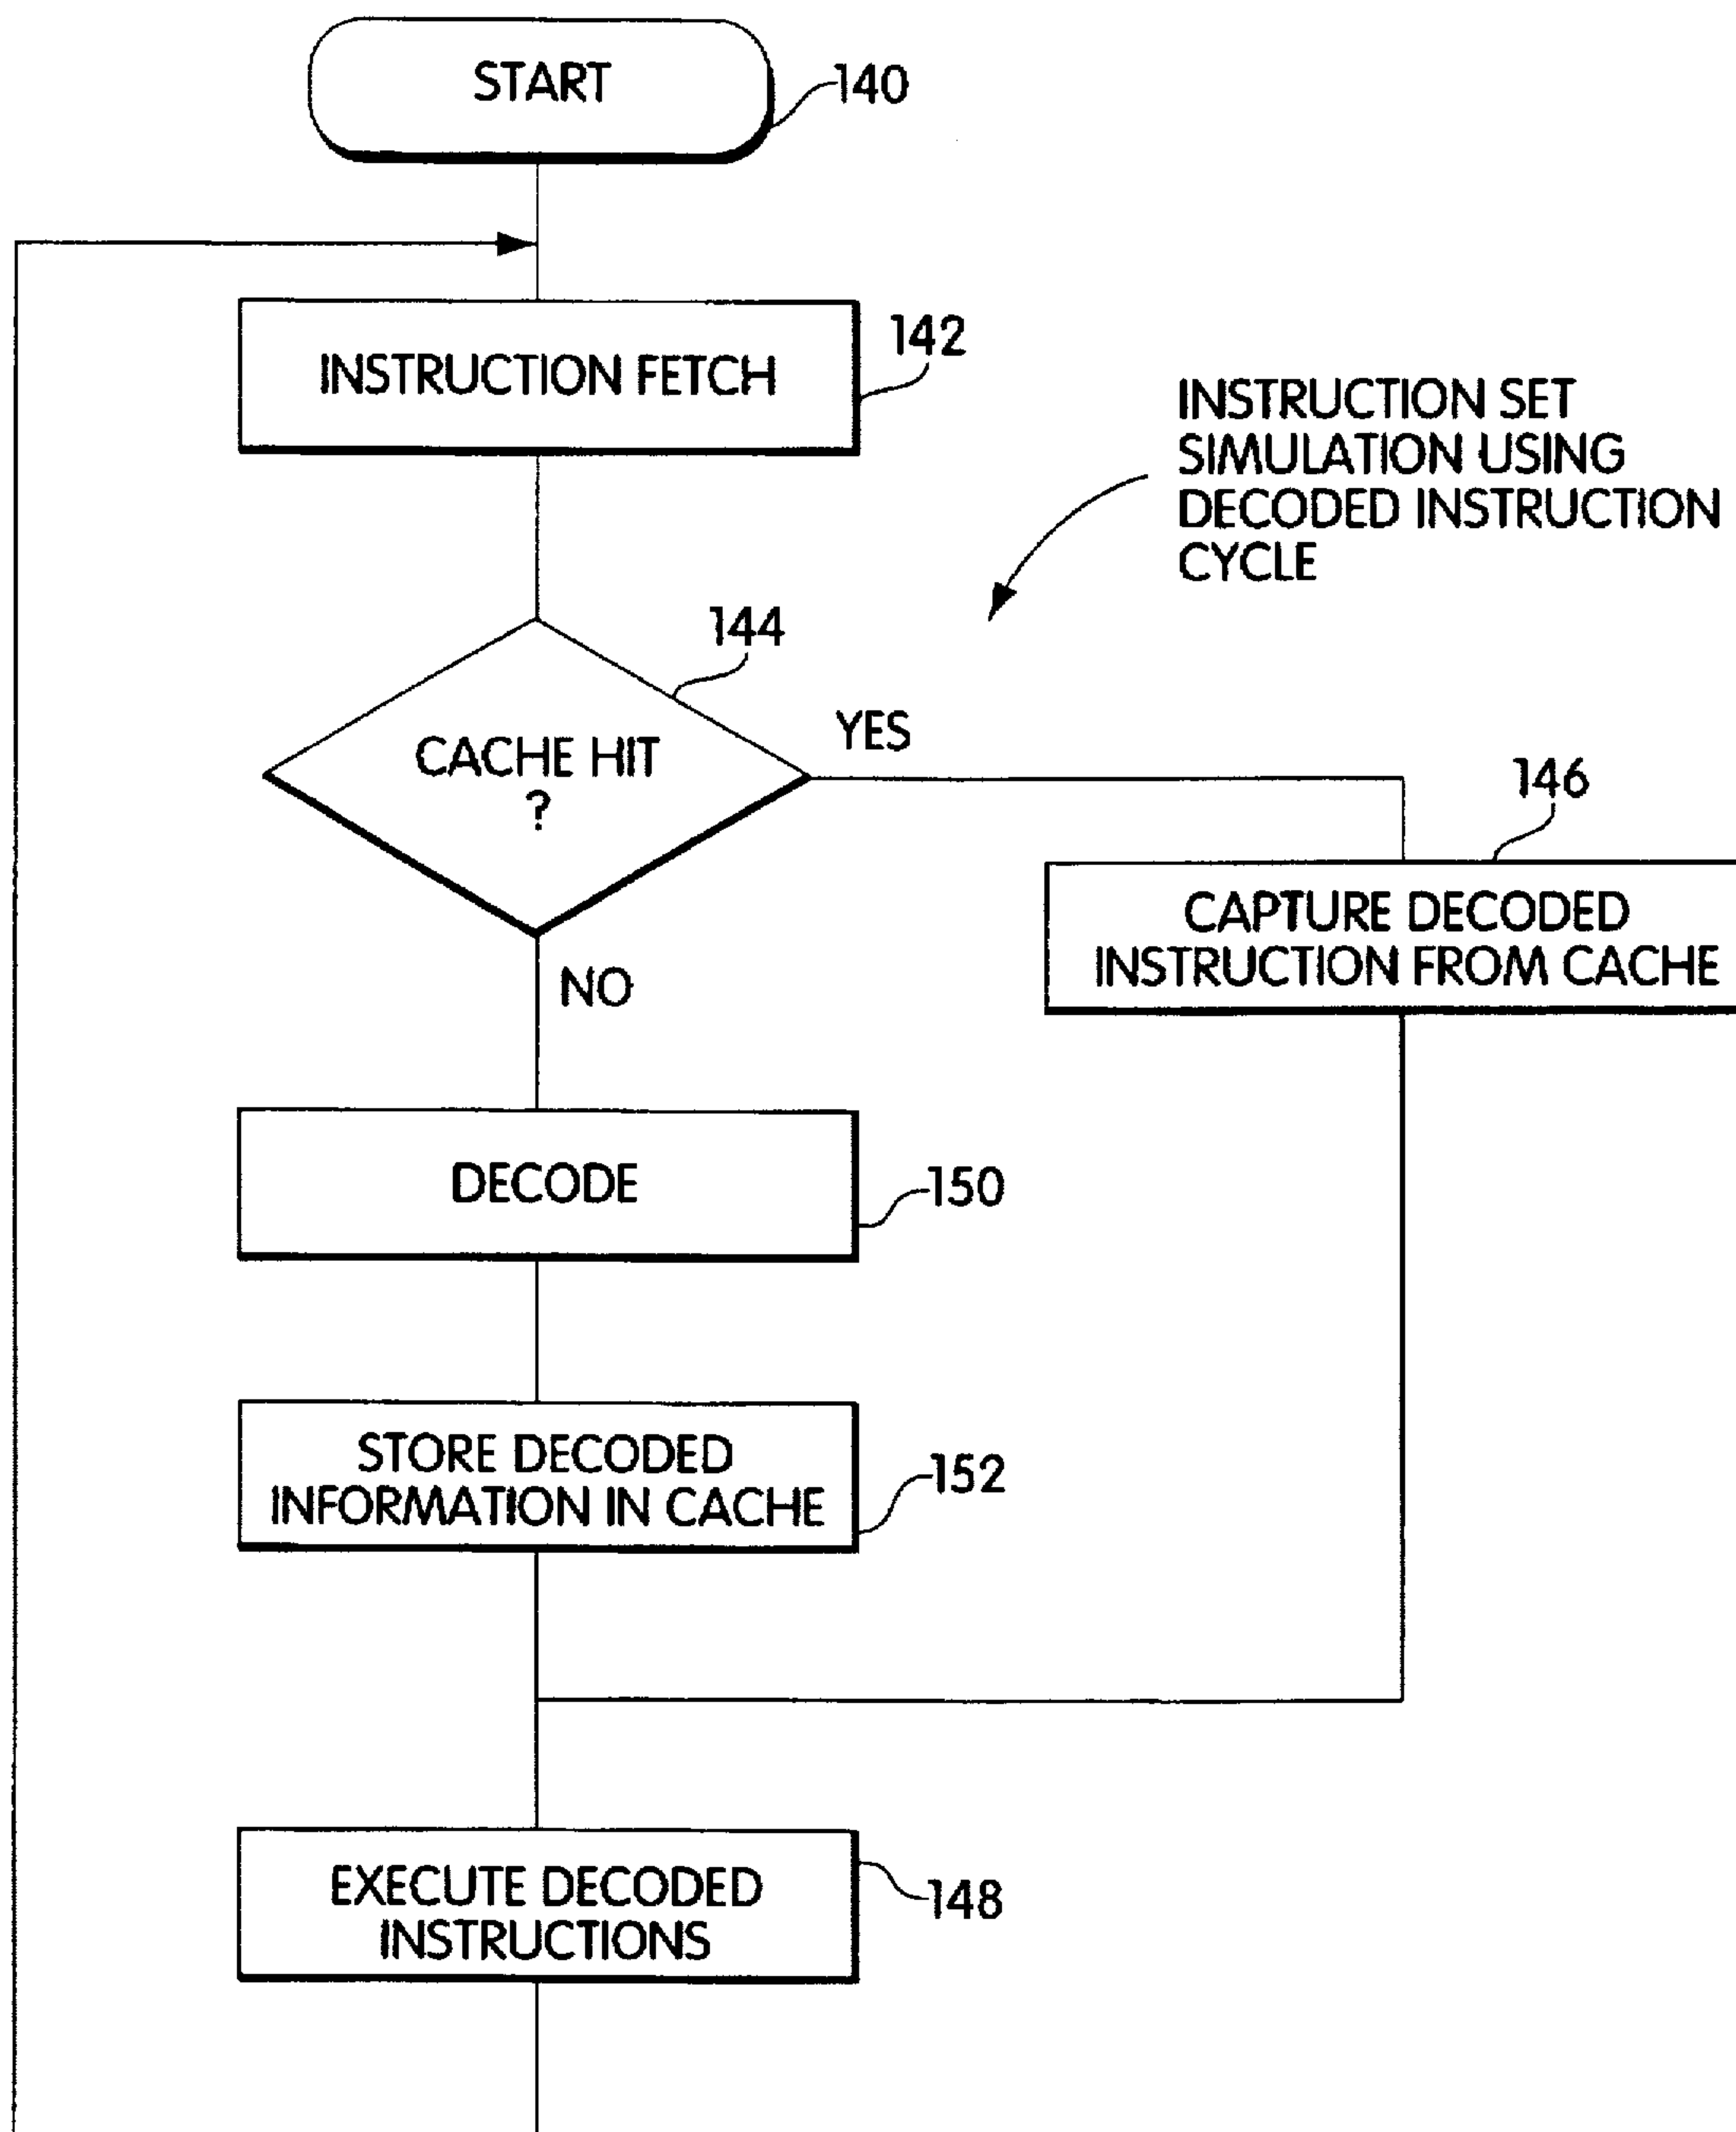 START
140
INSTRUCTION FETCH
142
INSTRUCTION SET
SIMULATION USING
DECODED INSTRUCTION
CYCLE
144
CACHE HIT
?
YES
146
CAPTURE DECODED
INSTRUCTION FROM CACHE
NO
DECODE
150
STORE DECODED
INFORMATION IN CACHE
152
EXECUTE DECODED
INSTRUCTIONS
148